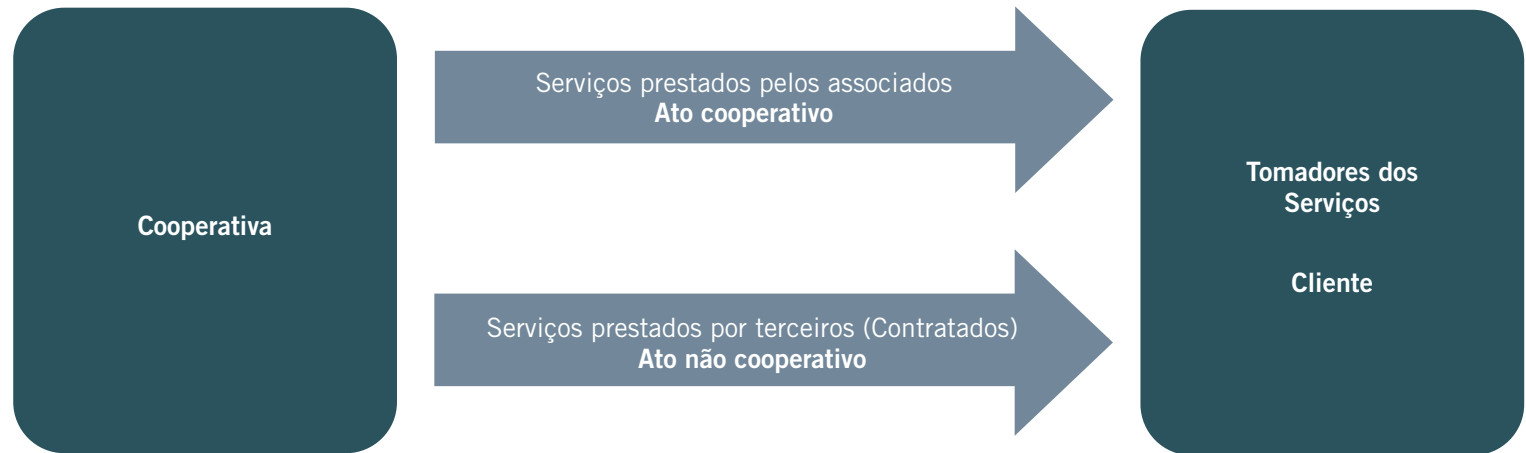 Cooperativa
Serviços prestados pelos associados
Ato cooperativo
Serviços prestados por terceiros (Contratados)
Ato não cooperativo
Tomadores dos
Serviços
Cliente